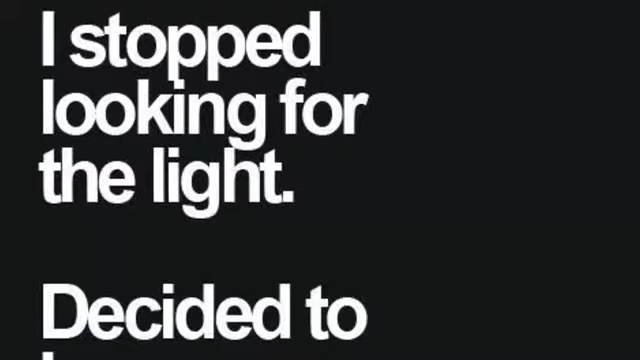 I stopped
looking for
the light.
Decided to